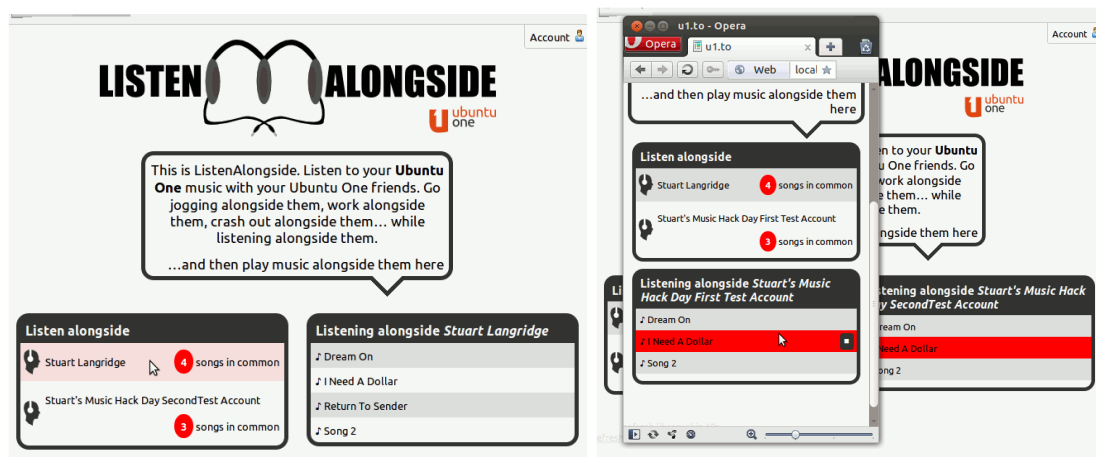 Account
LISTEN ALONGSIDE
ubuntu
one
This is ListenAlongside. Listen to your Ubuntu
One music with your Ubuntu One friends. Go
jogging alongside them, work alongside
them, crash out alongside them… while
listening alongside them.
…and then play music alongside them here
Listen alongside
Stuart Langridge 4 songs in common
Stuart's Music Hack Day SecondTest Account
3 songs in common
Listening alongside Stuart Langridge
♪ Dream On
♪ I Need A Dollar
♪ Return To Sender
♪ Song 2
u1.to - Opera
Opera
u1.to
Web
local
…and then play music alongside them
here
Listen alongside
Stuart Langridge 4 songs in common
Stuart's Music Hack Day First Test Account
3 songs in common
Listening alongside Stuart's Music
Hack Day First Test Account
♪ Dream On
♪ I Need A Dollar
♪ Song 2
Account
ALONGSIDE
ubuntu
one
en to your Ubuntu
u One friends. Go
work alongside
e them… while
e them.
ngside them here
Li
stening alongside Stuart's Music Hack
y SecondTest Account
ream On
Need A Dollar
ng 2